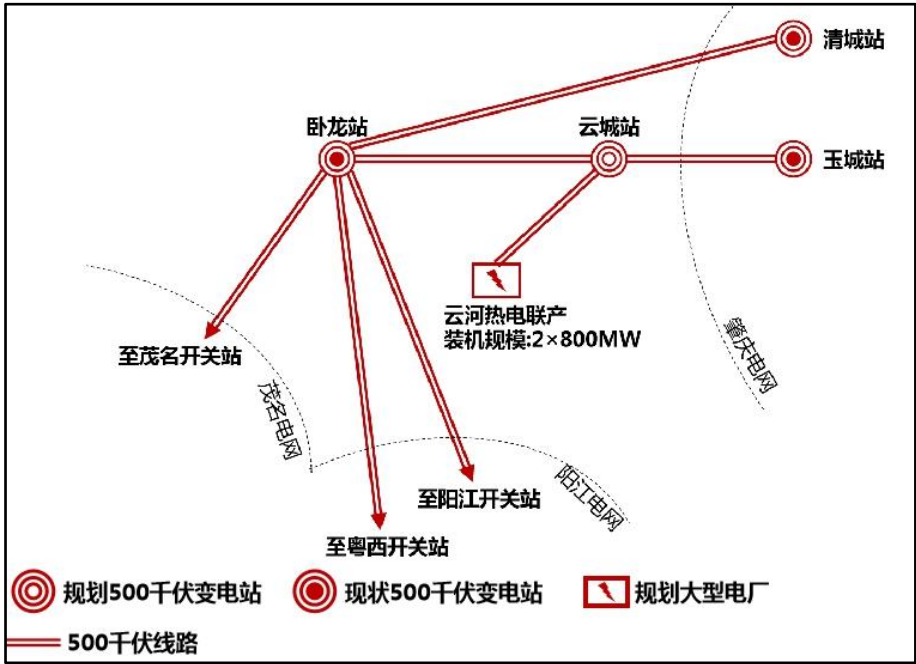 清城站
卧龙站
云城站
玉城站
云河热电联产
装机规模:2×800MW
至茂名开关站
肇庆电网
茂名电网
至阳江开关站
阳江电网
至粤西开关站
规划500千伏变电站
现状500千伏变电站
规划大型电厂
500千伏线路